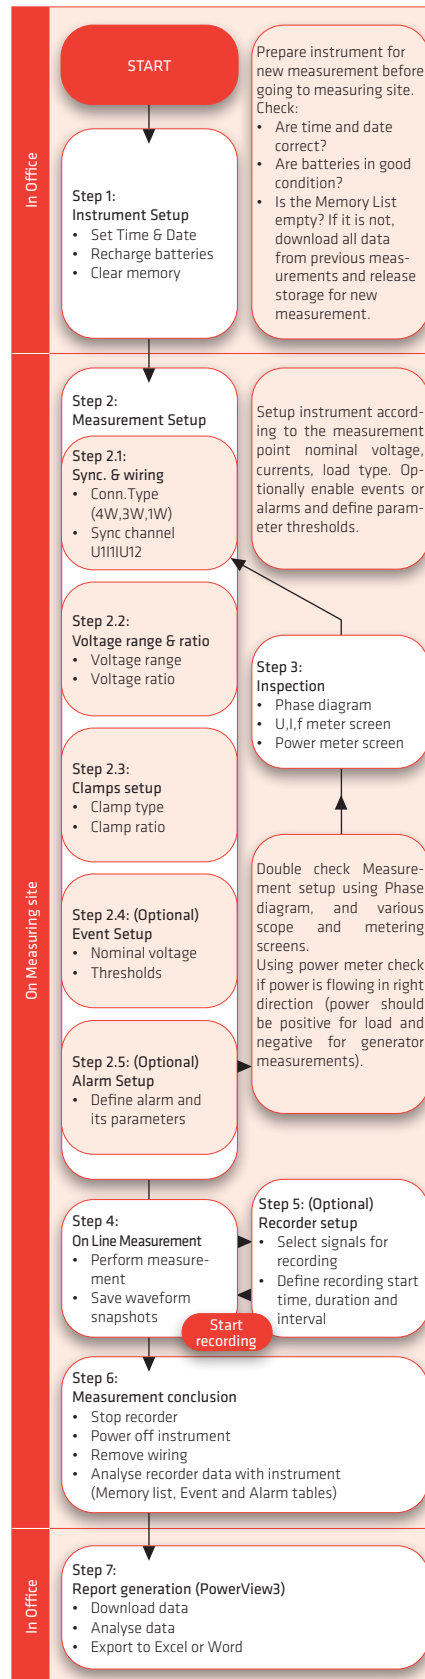 In Office
START
Prepare instrument for
new measurement before
going to measuring site.
Check:
• Are time and date
correct?
• Are batteries in good
condition?
• Is the Memory List
empty? If it is not,
download all data
from previous meas-
urements and release
storage for new
measurement.
Step 1:
Instrument Setup
• Set Time & Date
• Recharge batteries
• Clear memory
On Measuring site
Step 2:
Measurement Setup
Step 2.1:
Sync. & wiring
• Conn.Type
(4W,3W,1W)
• Sync channel
U1I1IU12
Setup instrument accord-
ing to the measurement
point nominal voltage,
currents, load type. Op-
tionally enable events or
alarms and define param-
eter thresholds.
Step 2.2:
Voltage range & ratio
• Voltage range
• Voltage ratio
Step 3:
Inspection
• Phase diagram
• U,I,f meter screen
• Power meter screen
Step 2.3:
Clamps setup
• Clamp type
• Clamp ratio
Step 2.4: (Optional)
Event Setup
• Nominal voltage
• Thresholds
Step 2.5: (Optional)
Alarm Setup
• Define alarm and
its parameters
Double check Measure-
ment setup using Phase
diagram, and various
scope and metering
screens.
Using power meter check
if power is flowing in right
direction (power should
be positive for load and
negative for generator
measurements).
Step 4:
On Line Measurement
• Perform measure-
ment
• Save waveform
snapshots
Step 5: (Optional)
Recorder setup
• Select signals for
recording
• Define recording start
time, duration and
interval
Start
recording
Step 6:
Measurement conclusion
• Stop recorder
• Power off instrument
• Remove wiring
• Analyse recorder data with instrument
(Memory list, Event and Alarm tables)
In Office
Step 7:
Report generation (PowerView3)
• Download data
• Analyse data
• Export to Excel or Word